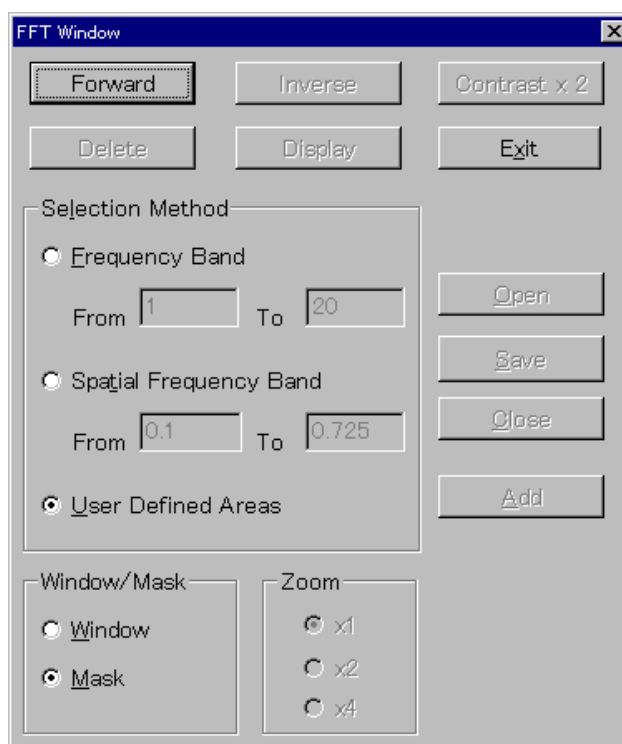 FFT Window
Forward Inverse Contrast x 2
Delete Display Exit
Selection Method
Frequency Band
From 1 To 20
Open
Spatial Frequency Band
Save
From 0.1 To 0.725
Close
User Defined Areas
Add
Window/Mask
Window
Mask
Zoom
x1
x2
x4